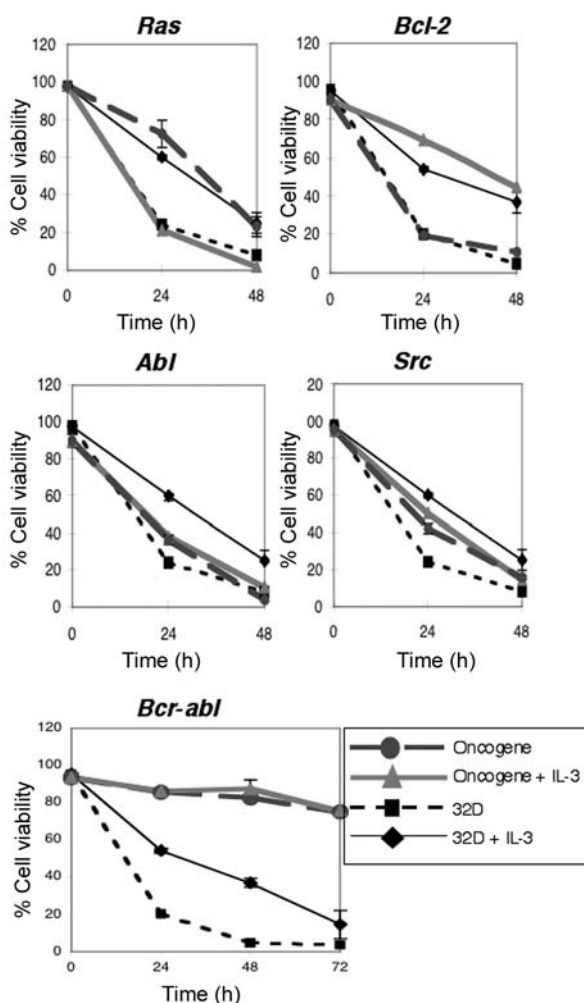 Ras
120
100
80
60
40
20
0
% Cell viability
0 24 48
Time (h)
Bcl-2
120
100
80
60
40
20
0
% Cell viability
0 24 48
Time (h)
Abl
120
100
80
60
40
20
0
% Cell viability
0 24 48
Time (h)
Src
20
00
80
60
40
20
0
% Cell viability
0 24 48
Time (h)
Bcr-abl
120
100
80
60
40
20
0
% Cell viability
0 24 48 72
Time (h)
Oncogene
Oncogene + IL-3
32D
32D + IL-3